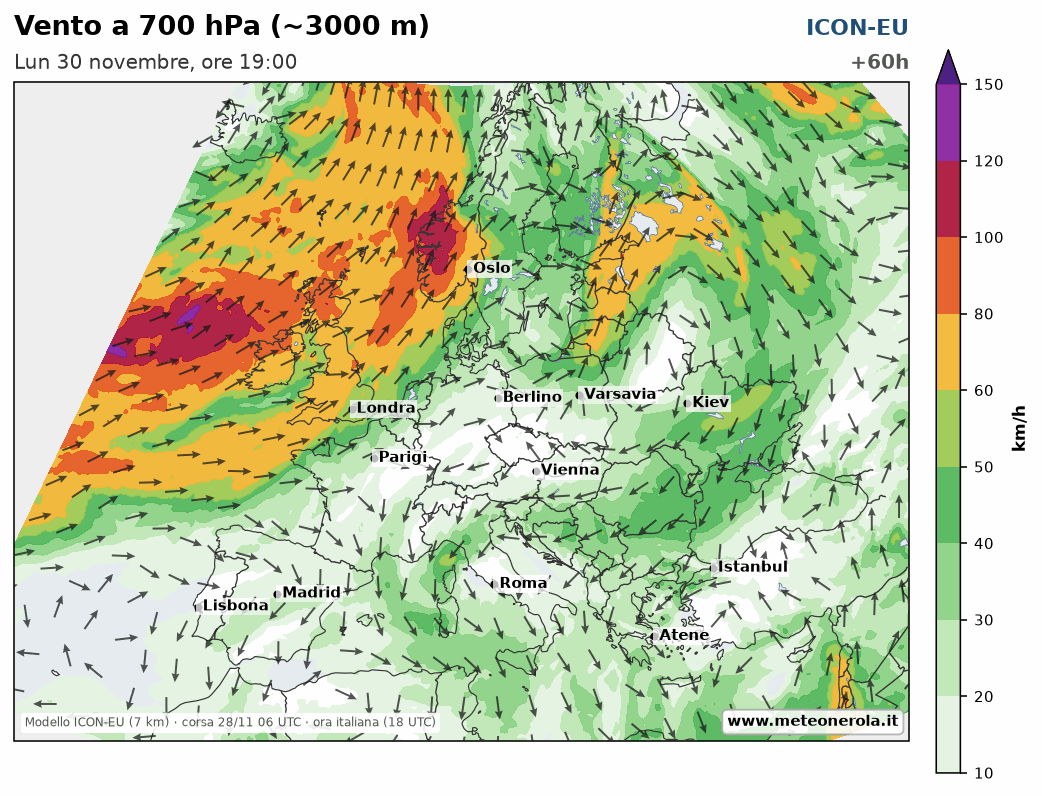 Vento a 700 hPa (~3000 m)
ICON-EU
Lun 30 novembre, ore 19:00
+60h
150
120
100
80
60
50
40
30
20
10
km/h
Oslo
Berlino
Varsavia
Kiev
Londra
Parigi
Vienna
Istanbul
Roma
Madrid
Lisbona
Atene
Modello ICON-EU (7 km) · corsa 28/11 06 UTC · ora italiana (18 UTC)
www.meteonerola.it